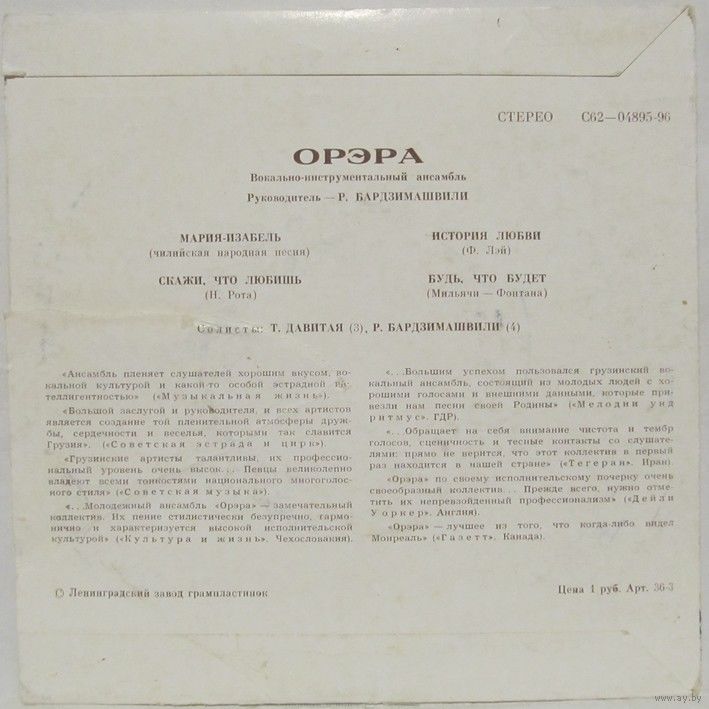 СТЕРЕО С62—04895-96
ОРЭРА
Вокально-инструментальный ансамбль
Руководитель — Р. БАРДЗИМАШВИЛИ
МАРИЯ-ИЗАБЕЛЬ
(чилийская народная песня)
СКАЖИ, ЧТО ЛЮБИШЬ
(Н. Рота)
ИСТОРИЯ ЛЮБВИ
(Ф. Лэй)
БУДЬ, ЧТО БУДЕТ
(Мильячи — Фонтана)
Солисты: Т. ДАВИТАЯ (3), Р. БАРДЗИМАШВИЛИ (4)
«Ансамбль пленяет слушателей хорошим вкусом, во-
кальной культурой и какой-то особой эстрадной ин-
теллигентностью» («Музыкальная жизнь»).
«Большой заслугой и руководителя, и всех артистов
является создание той пленительной атмосферы друж-
бы, сердечности и веселья, которыми так славится
Грузия». («Советская эстрада и цирк»).
«Грузинские артисты талантливы, их профессио-
нальный уровень очень высок... Певцы великолепно
владеют всеми тонкостями национального многоголос-
ного стиля» («Советская музыка»).
«...Молодежный ансамбль «Орэра» — замечательный
коллектив. Их пение стилистически безупречно, гармо-
нично и характеризуется высокой исполнительской
культурой» («Культура и жизнь». Чехословакия).
«...Большим успехом пользовался грузинский во-
кальный ансамбль, состоящий из молодых людей с хо-
рошими голосами и внешними данными, которые при-
везли нам песни своей Родины» («Мелодии унд
ритмус». ГДР).
«...Обращает на себя внимание чистота и тембр
голосов, сценичность и тесные контакты со слушате-
лями: прямо не верится, что этот коллектив в первый
раз находится в нашей стране» («Тегеран». Иран).
«Орэра» по своему исполнительскому почерку очень
своеобразный коллектив... Прежде всего, нужно отме-
тить их непревзойденный профессионализм» («Дейли
Уоркер». Англия).
«Орэра» — лучшее из того, что когда-либо видел
Монреаль» («Газетт». Канада).
© Ленинградский завод грампластинок
Цена 1 руб. Арт. 36-3
www.ay.by